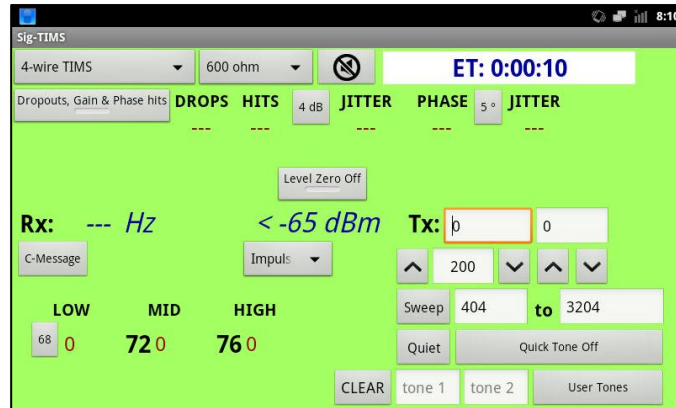 8:10
Sig-TIMS
4-wire TIMS 600 ohm ET: 0:00:10
Dropouts, Gain & Phase hits DROPS HITS 4 dB JITTER PHASE 5 ° JITTER
--- --- --- --- ---
Level Zero Off
Rx: --- Hz < -65 dBm Tx: 0 0
C-Message Impuls 200
LOW MID HIGH Sweep 404 to 3204
68 0 72 0 76 0 Quiet Quick Tone Off
CLEAR tone 1 tone 2 User Tones